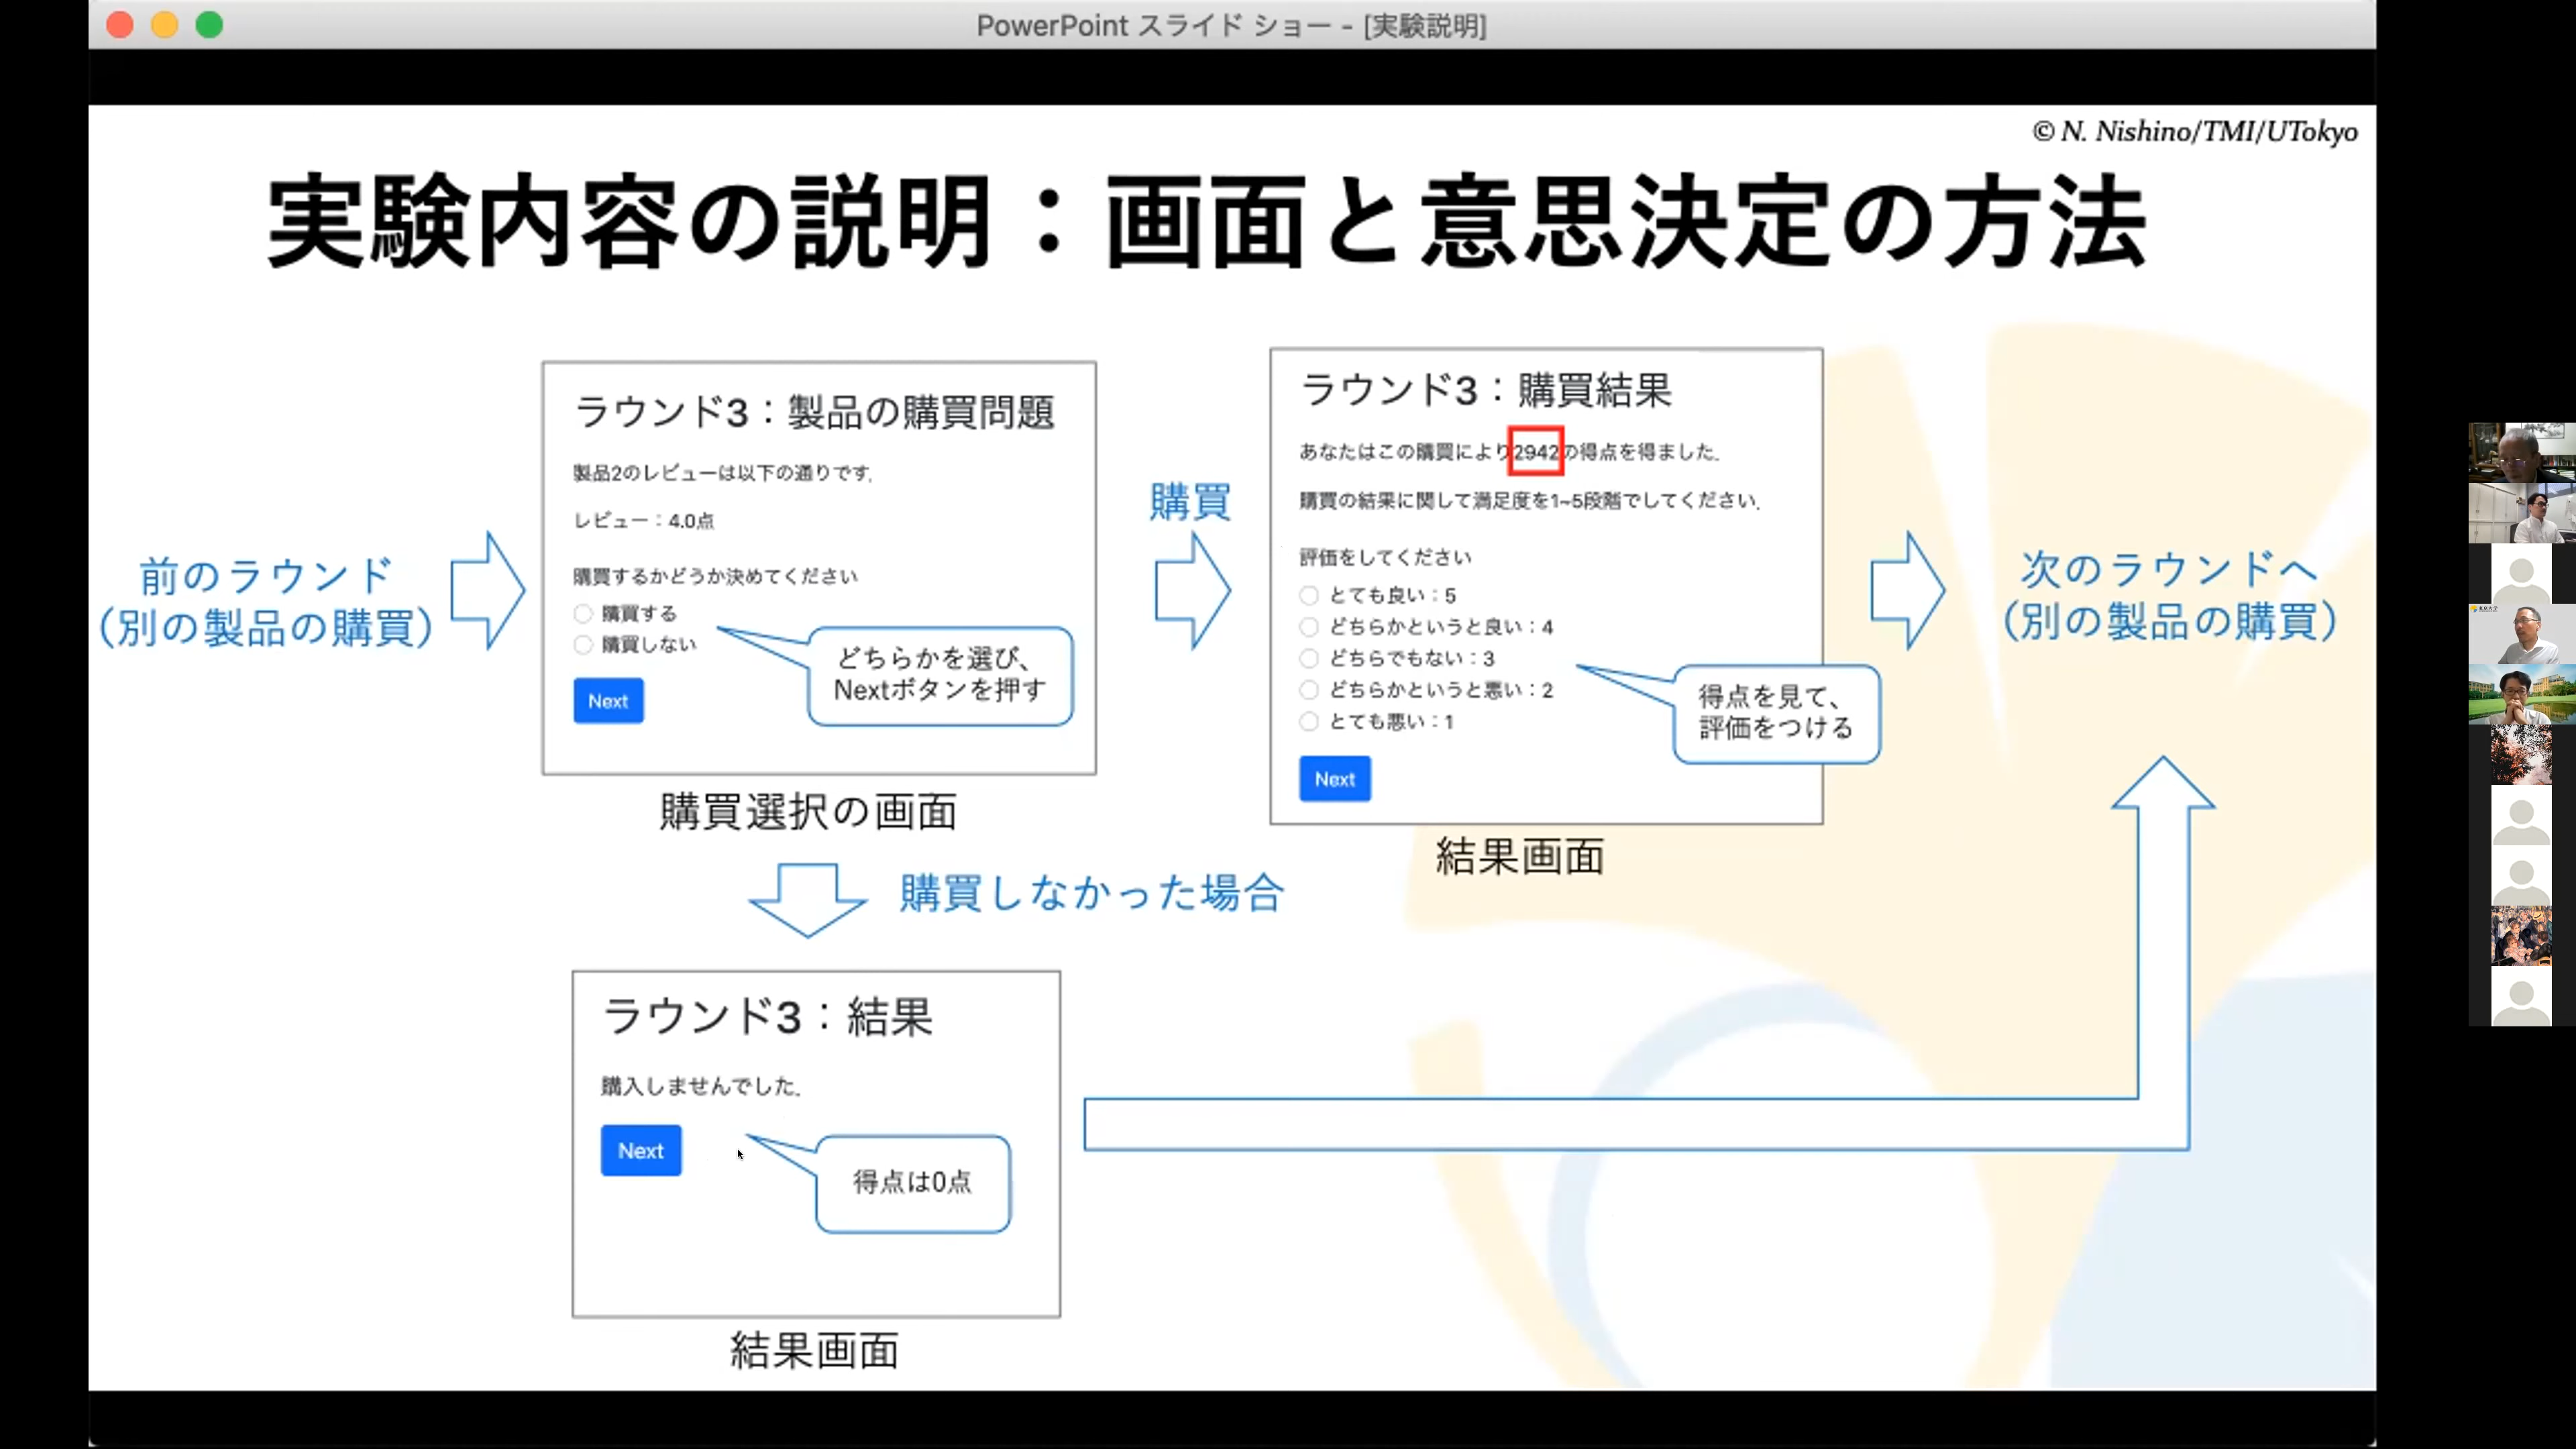 PowerPoint スライド ショー - [実験説明]
© N. Nishino/TMI/UTokyo
実験内容の説明：画面と意思決定の方法
前のラウンド
（別の製品の購買）
ラウンド3：製品の購買問題
製品2のレビューは以下の通りです.
レビュー：4.0点
購買するかどうか決めてください
購買する
購買しない
Next
どちらかを選び、
Nextボタンを押す
購買選択の画面
購買
ラウンド3：購買結果
あなたはこの購買により2942の得点を得ました.
購買の結果に関して満足度を1~5段階でしてください.
評価をしてください
とても良い：5
どちらかというと良い：4
どちらでもない：3
どちらかというと悪い：2
とても悪い：1
Next
得点を見て、
評価をつける
結果画面
次のラウンドへ
（別の製品の購買）
購買しなかった場合
ラウンド3：結果
購入しませんでした.
Next
得点は0点
結果画面